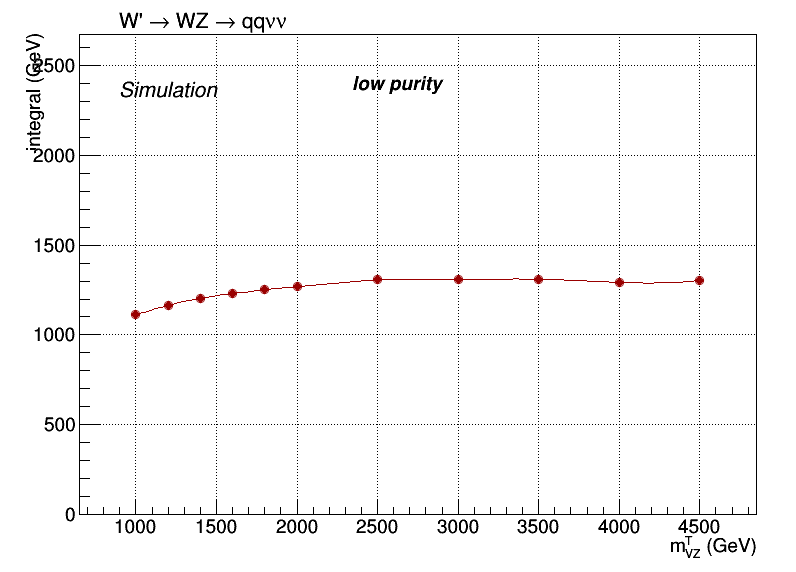 W' → WZ → qqνν
integral (GeV)
Simulation
low purity
2500
2000
1500
1000
500
0
1000 1500 2000 2500 3000 3500 4000 4500
m^T_VZ (GeV)